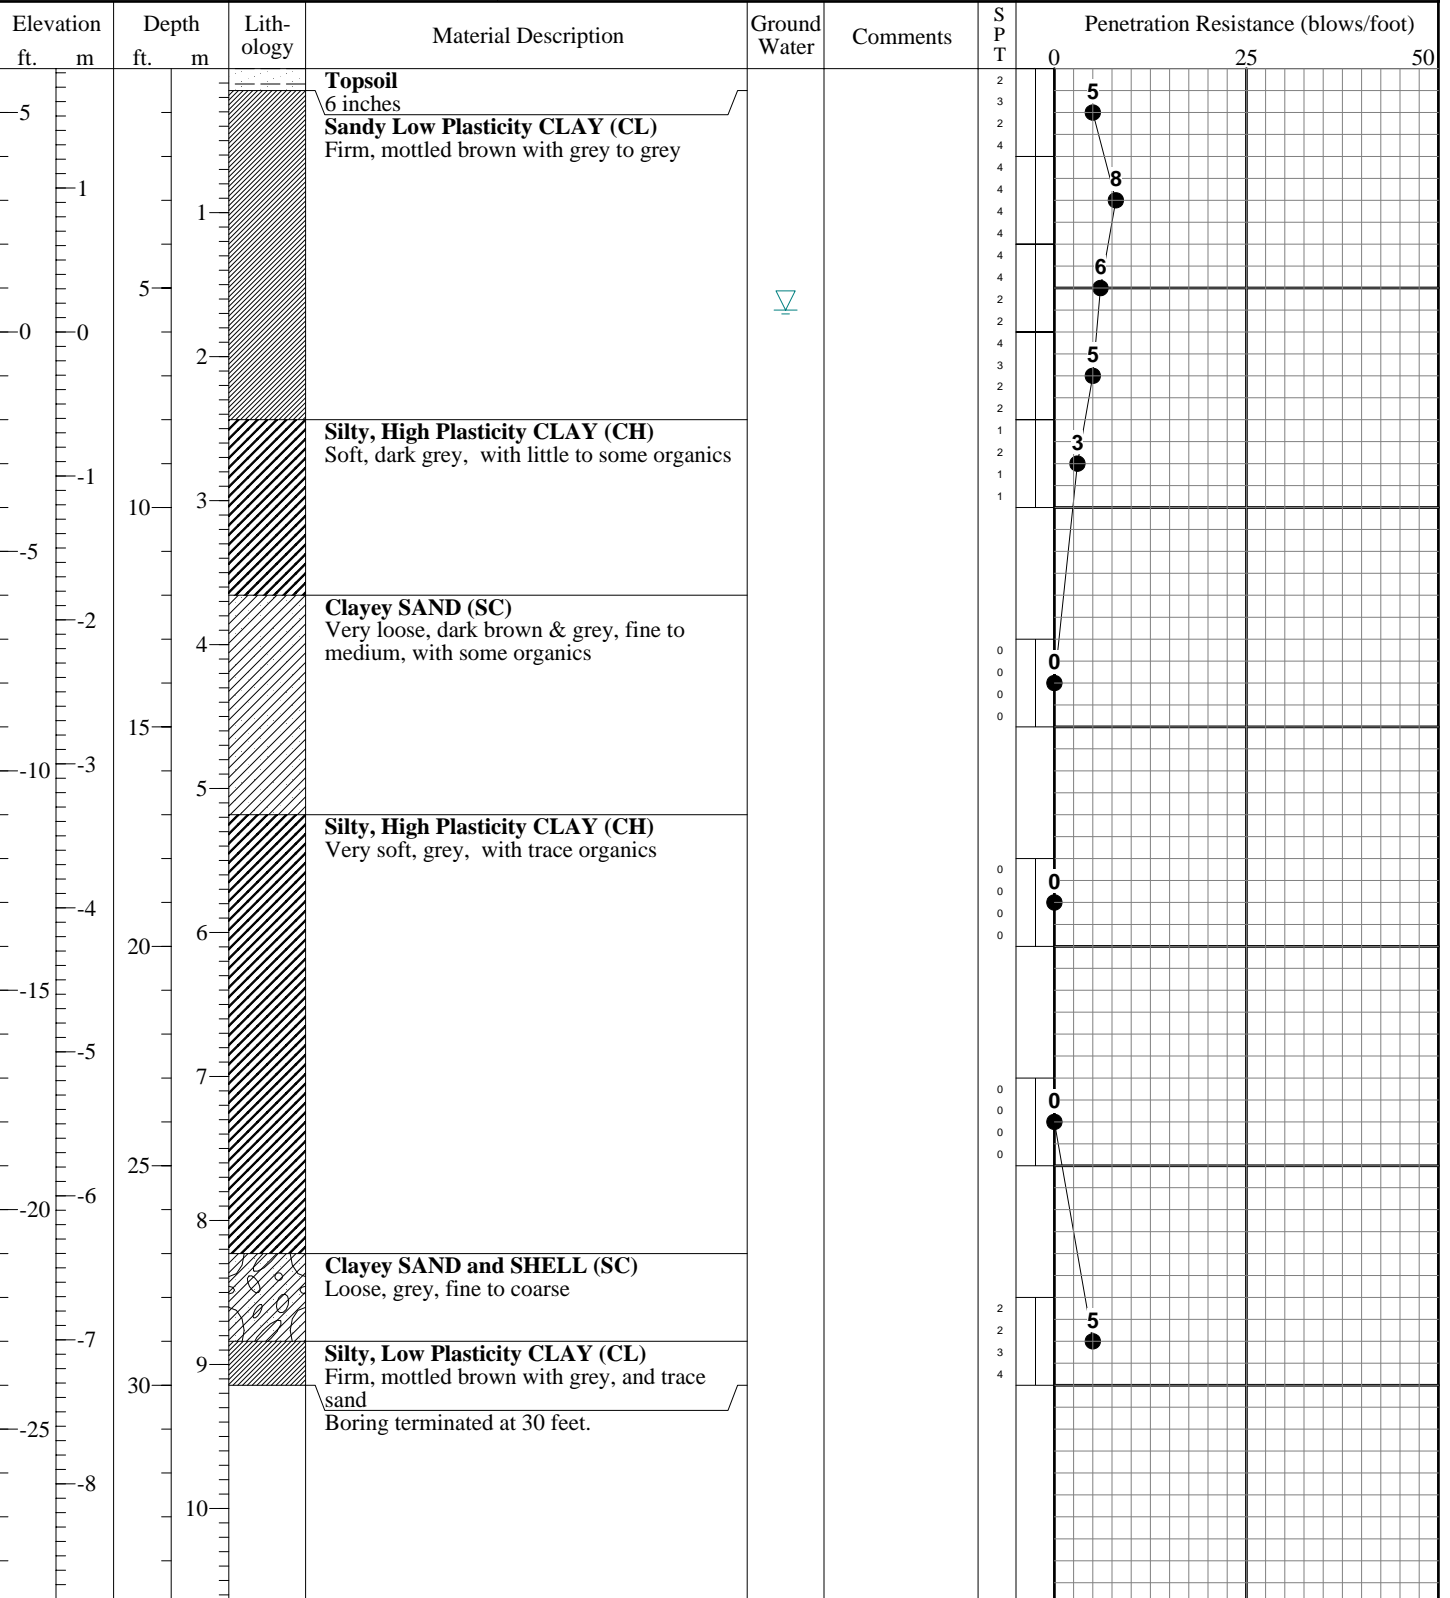 Elevation
ft. m
Depth
ft. m
Lith-
ology
Material Description
Ground
Water
Comments
S
P
T
Penetration Resistance (blows/foot)
0 25 50
Topsoil
6 inches
Sandy Low Plasticity CLAY (CL)
Firm, mottled brown with grey to grey
Silty, High Plasticity CLAY (CH)
Soft, dark grey, with little to some organics
Clayey SAND (SC)
Very loose, dark brown & grey, fine to
medium, with some organics
Silty, High Plasticity CLAY (CH)
Very soft, grey, with trace organics
Clayey SAND and SHELL (SC)
Loose, grey, fine to coarse
Silty, Low Plasticity CLAY (CL)
Firm, mottled brown with grey, and trace
sand
Boring terminated at 30 feet.
5
0
-5
-10
-15
-20
-25
1
0
-1
-2
-3
-4
-5
-6
-7
-8
5
10
15
20
25
30
1
2
3
4
5
6
7
8
9
10
2
3
2
4
4
4
4
4
4
4
2
2
4
3
2
2
1
2
1
1
0
0
0
0
0
0
0
0
0
0
0
0
2
2
3
4
5
8
6
5
3
0
0
0
5